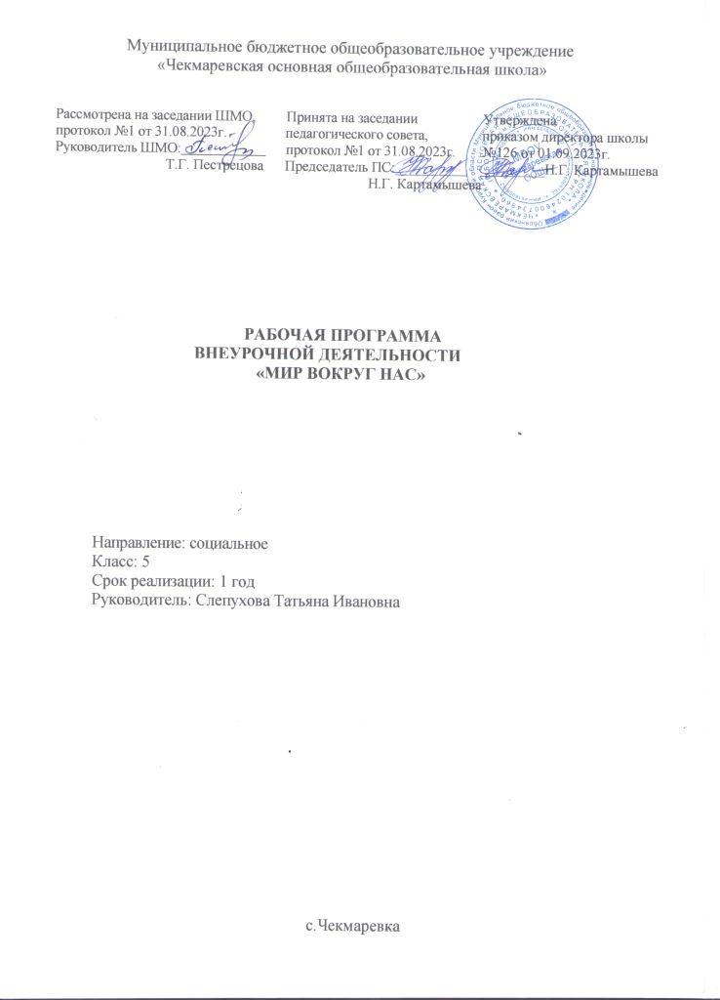 Муниципальное бюджетное общеобразовательное учреждение
«Чекмаревская основная общеобразовательная школа»
Рассмотрена на заседании ШМО,
протокол №1 от 31.08.2023г.
Руководитель ШМО:
Т.Г. Пестрецова
Принята на заседании
педагогического совета,
протокол №1 от 31.08.2023г.
Председатель ПС:
Н.Г. Картамышева
Утверждена
приказом директора школы
№126 от 01.09.2023г.
Н.Г. Картамышева
РАБОЧАЯ ПРОГРАММА
ВНЕУРОЧНОЙ ДЕЯТЕЛЬНОСТИ
«МИР ВОКРУГ НАС»
Направление: социальное
Класс: 5
Срок реализации: 1 год
Руководитель: Слепухова Татьяна Ивановна
с.Чекмаревка